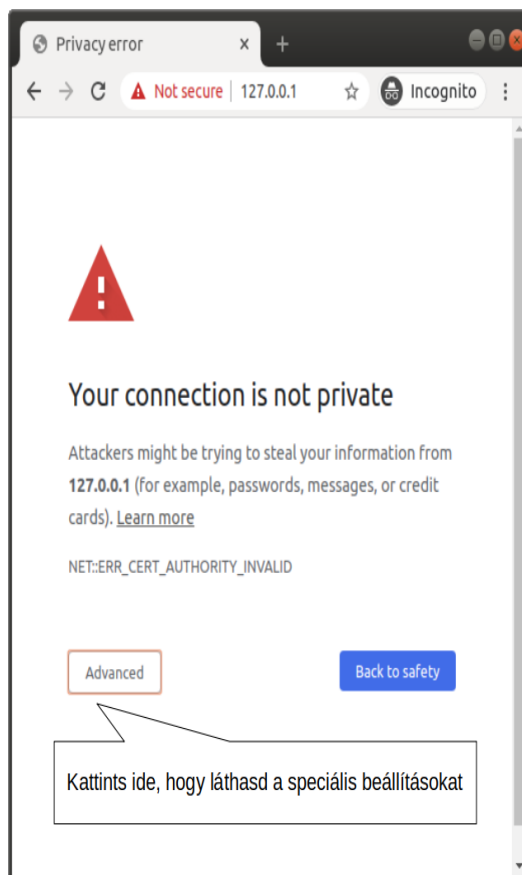 Privacy error
Not secure 127.0.0.1 Incognito
Your connection is not private
Attackers might be trying to steal your information from
127.0.0.1 (for example, passwords, messages, or credit
cards). Learn more
NET::ERR_CERT_AUTHORITY_INVALID
Advanced Back to safety
Kattints ide, hogy láthasd a speciális beállításokat